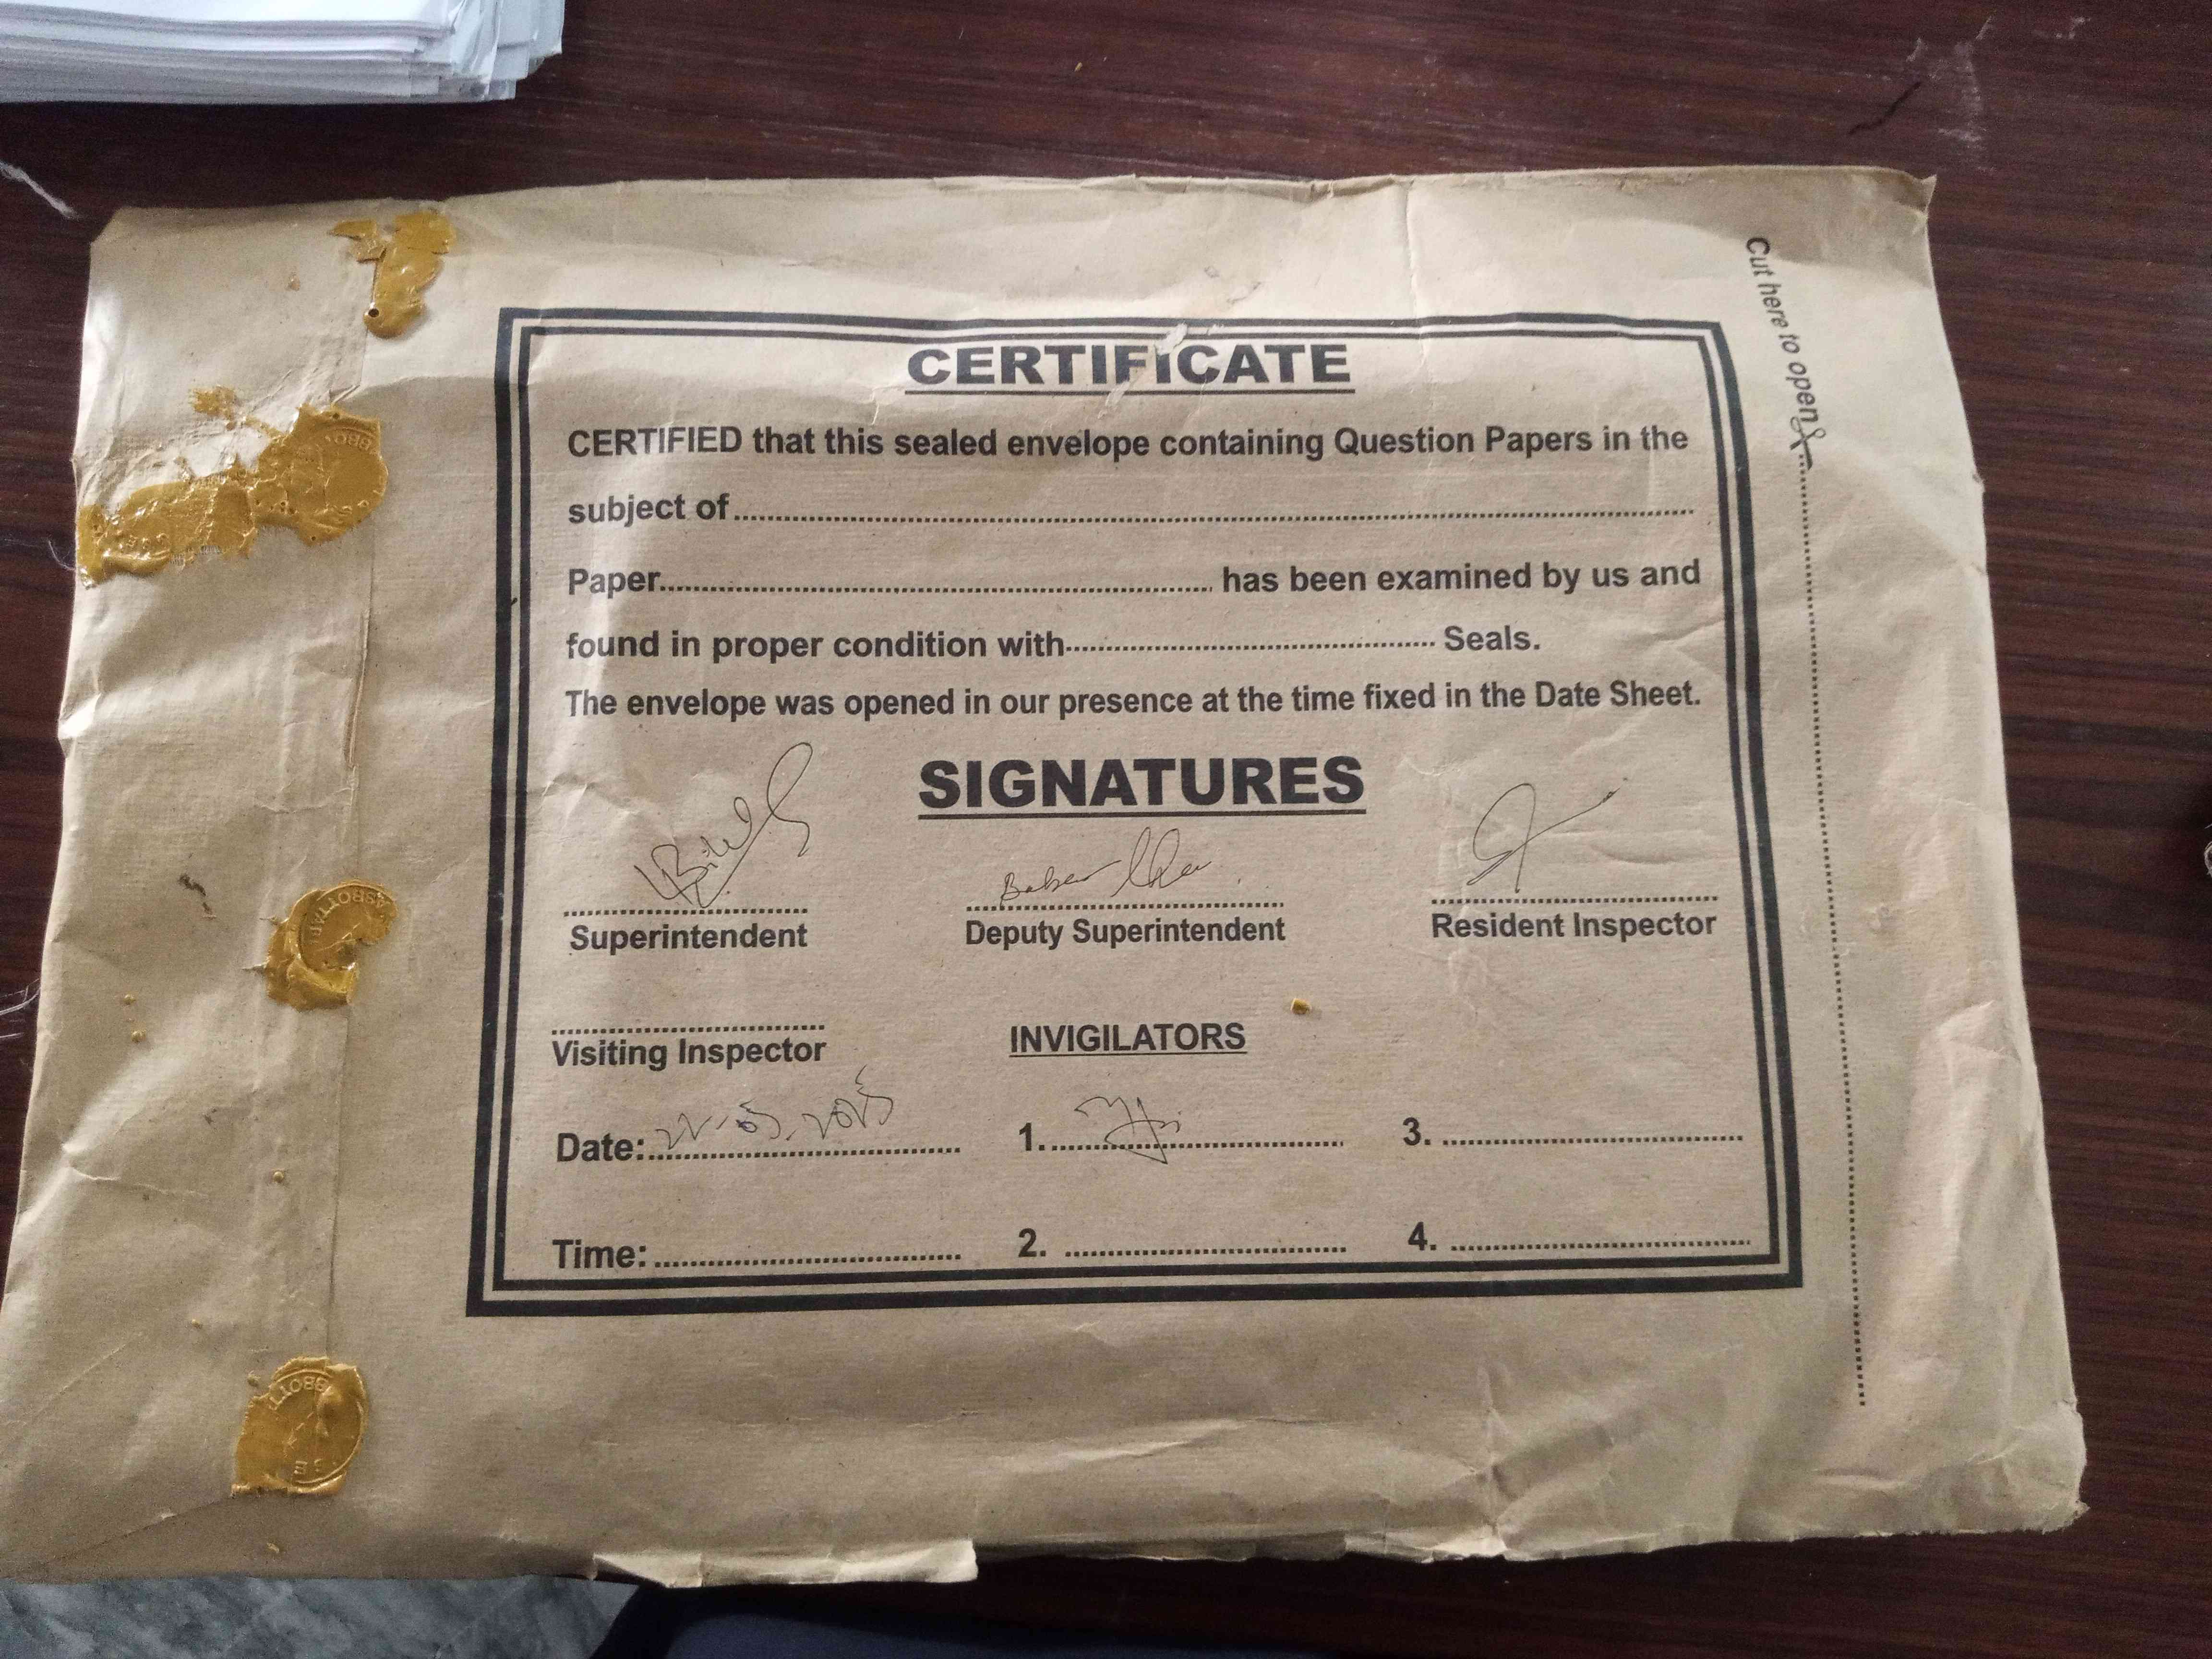 Cut here to open
CERTIFICATE
CERTIFIED that this sealed envelope containing Question Papers in the
subject of
Paper has been examined by us and
found in proper condition with Seals.
The envelope was opened in our presence at the time fixed in the Date Sheet.
SIGNATURES
Superintendent Deputy Superintendent Resident Inspector
Visiting Inspector INVIGILATORS
Date: 1. 3.
Time: 2. 4.